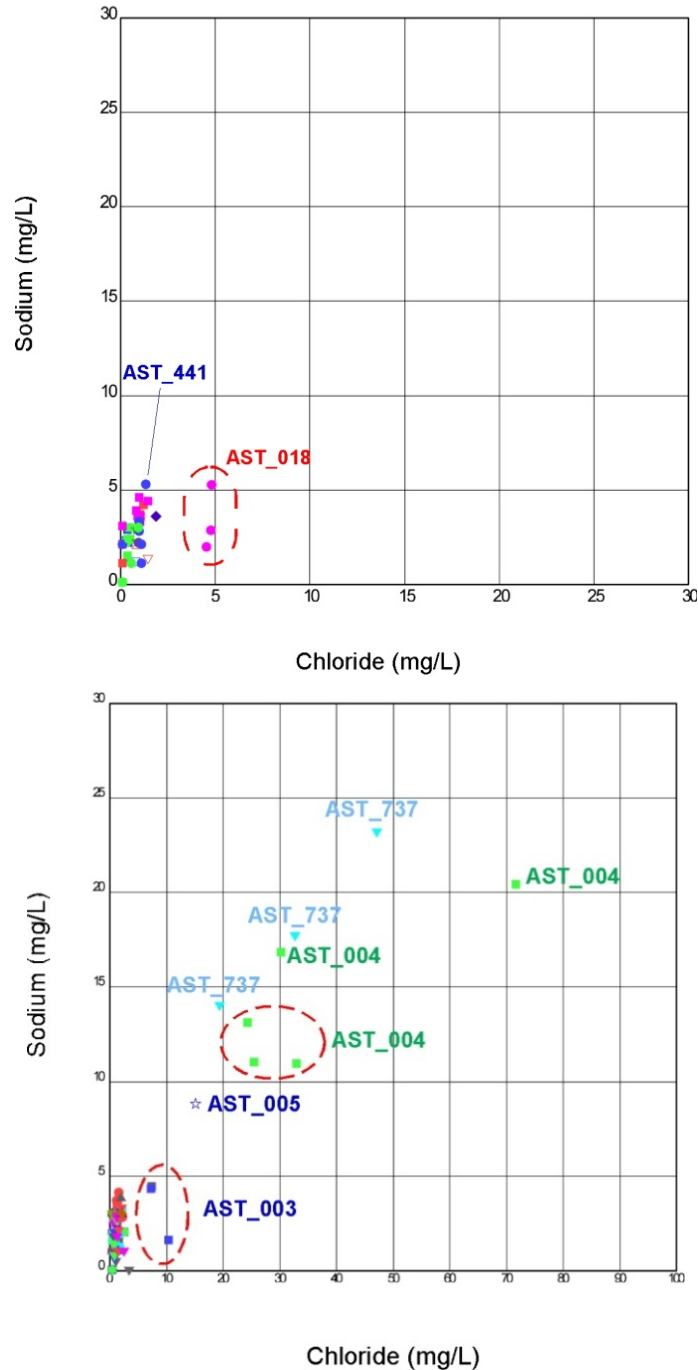 30
25
20
15
10
5
0
Sodium (mg/L)
AST_441
AST_018
0 5 10 15 20 25 30
Chloride (mg/L)
30
25
20
15
10
5
0
Sodium (mg/L)
AST_737
AST_004
AST_737
AST_004
AST_737
AST_004
AST_005
AST_003
0 10 20 30 40 50 60 70 80 90 100
Chloride (mg/L)